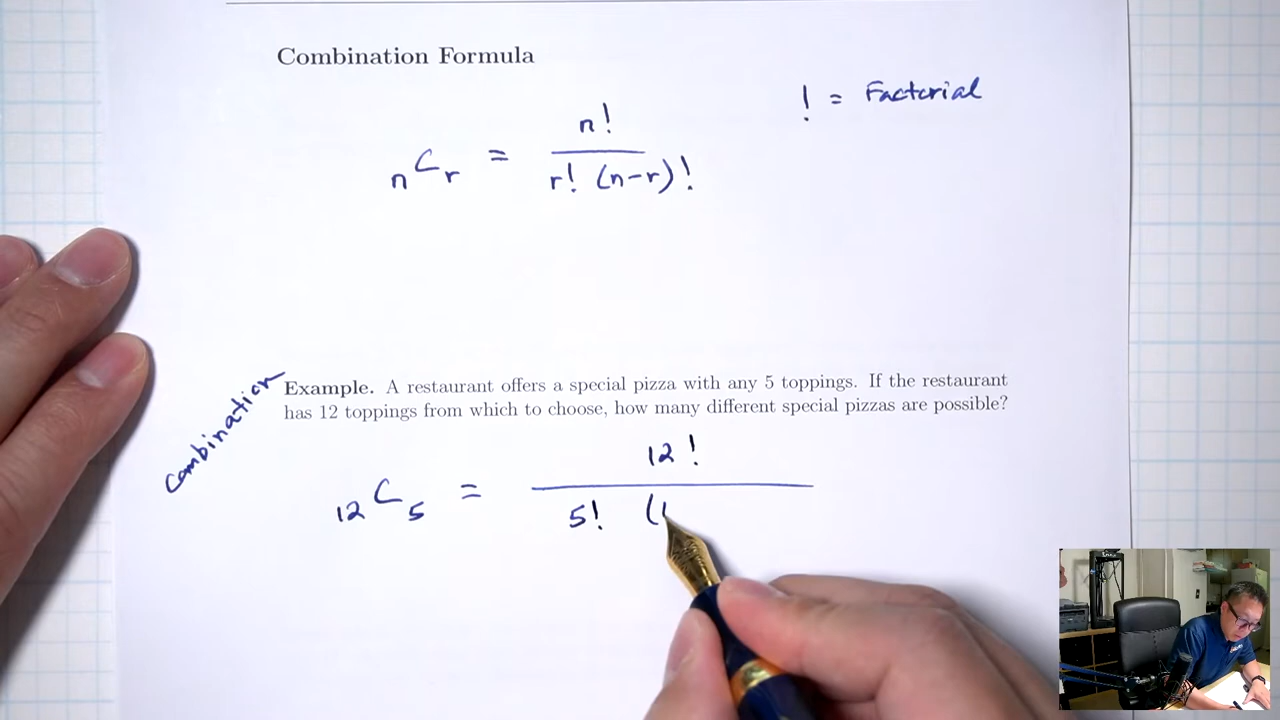 Combination Formula
! = Factorial
nCr = n! / r! (n-r)!
combination
Example. A restaurant offers a special pizza with any 5 toppings. If the restaurant
has 12 toppings from which to choose, how many different special pizzas are possible?
12C5 = 12! / 5! (1